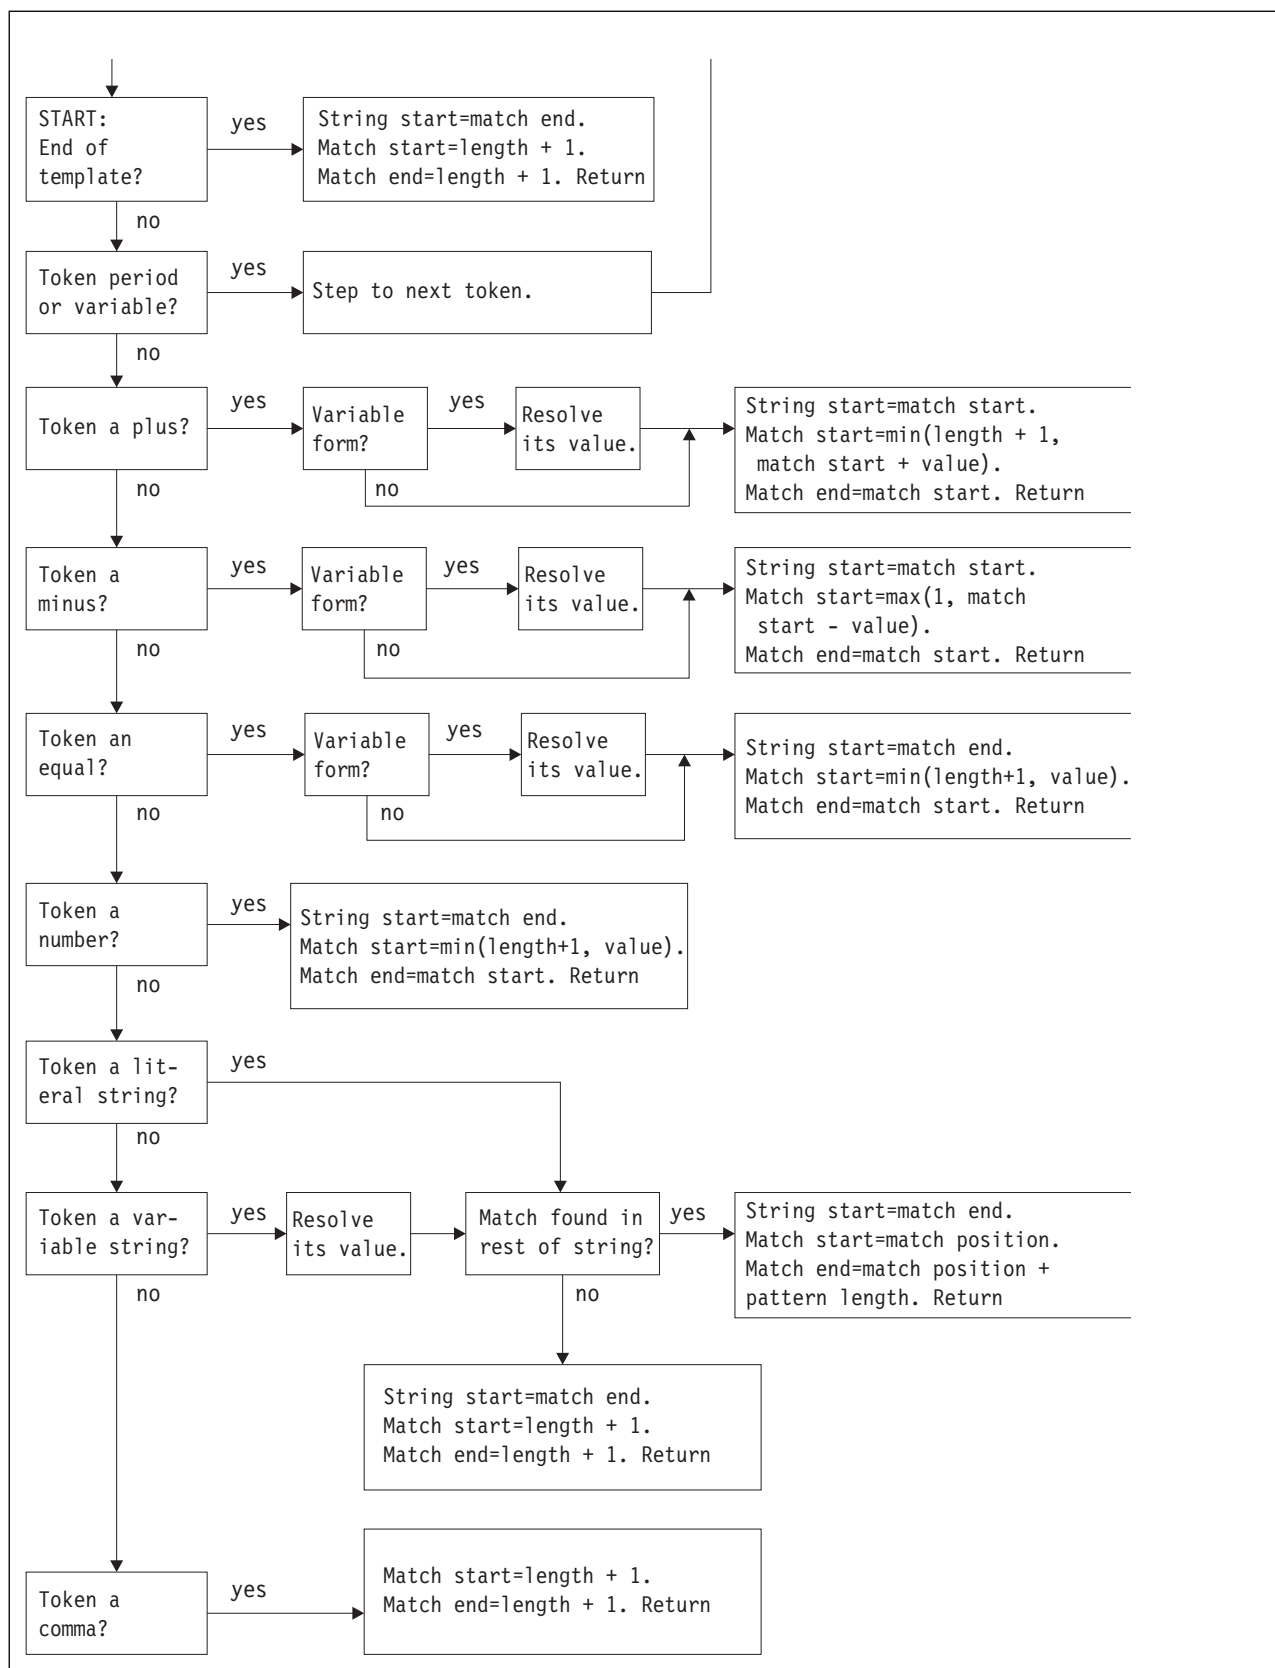 START:
End of
template?
yes
String start=match end.
Match start=length + 1.
Match end=length + 1. Return
no
Token period
or variable?
yes
Step to next token.
no
Token a plus?
yes
Variable
form?
yes
Resolve
its value.
no
String start=match start.
Match start=min(length + 1,
match start + value).
Match end=match start. Return
no
Token a
minus?
yes
Variable
form?
yes
Resolve
its value.
no
String start=match start.
Match start=max(1, match
start - value).
Match end=match start. Return
no
Token an
equal?
yes
Variable
form?
yes
Resolve
its value.
no
String start=match end.
Match start=min(length+1, value).
Match end=match start. Return
no
Token a
number?
yes
String start=match end.
Match start=min(length+1, value).
Match end=match start. Return
no
Token a lit-
eral string?
yes
no
Token a var-
iable string?
yes
Resolve
its value.
Match found in
rest of string?
yes
String start=match end.
Match start=match position.
Match end=match position +
pattern length. Return
no
no
String start=match end.
Match start=length + 1.
Match end=length + 1. Return
Token a
comma?
yes
Match start=length + 1.
Match end=length + 1. Return